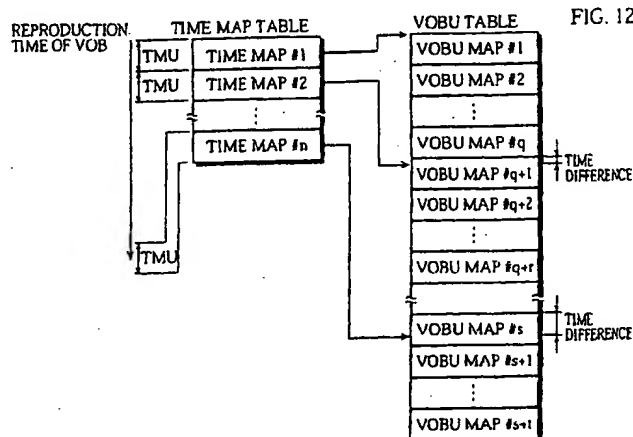 FIG. 12
REPRODUCTION
TIME OF VOB
TIME MAP TABLE
TMU
TIME MAP #1
TMU
TIME MAP #2
TIME MAP #n
TMU
VOBU TABLE
VOBU MAP #1
VOBU MAP #2
VOBU MAP #q
VOBU MAP #q+1
VOBU MAP #q+2
VOBU MAP #q+r
VOBU MAP #s
VOBU MAP #s+1
VOBU MAP #s+t
TIME
DIFFERENCE
TIME
DIFFERENCE